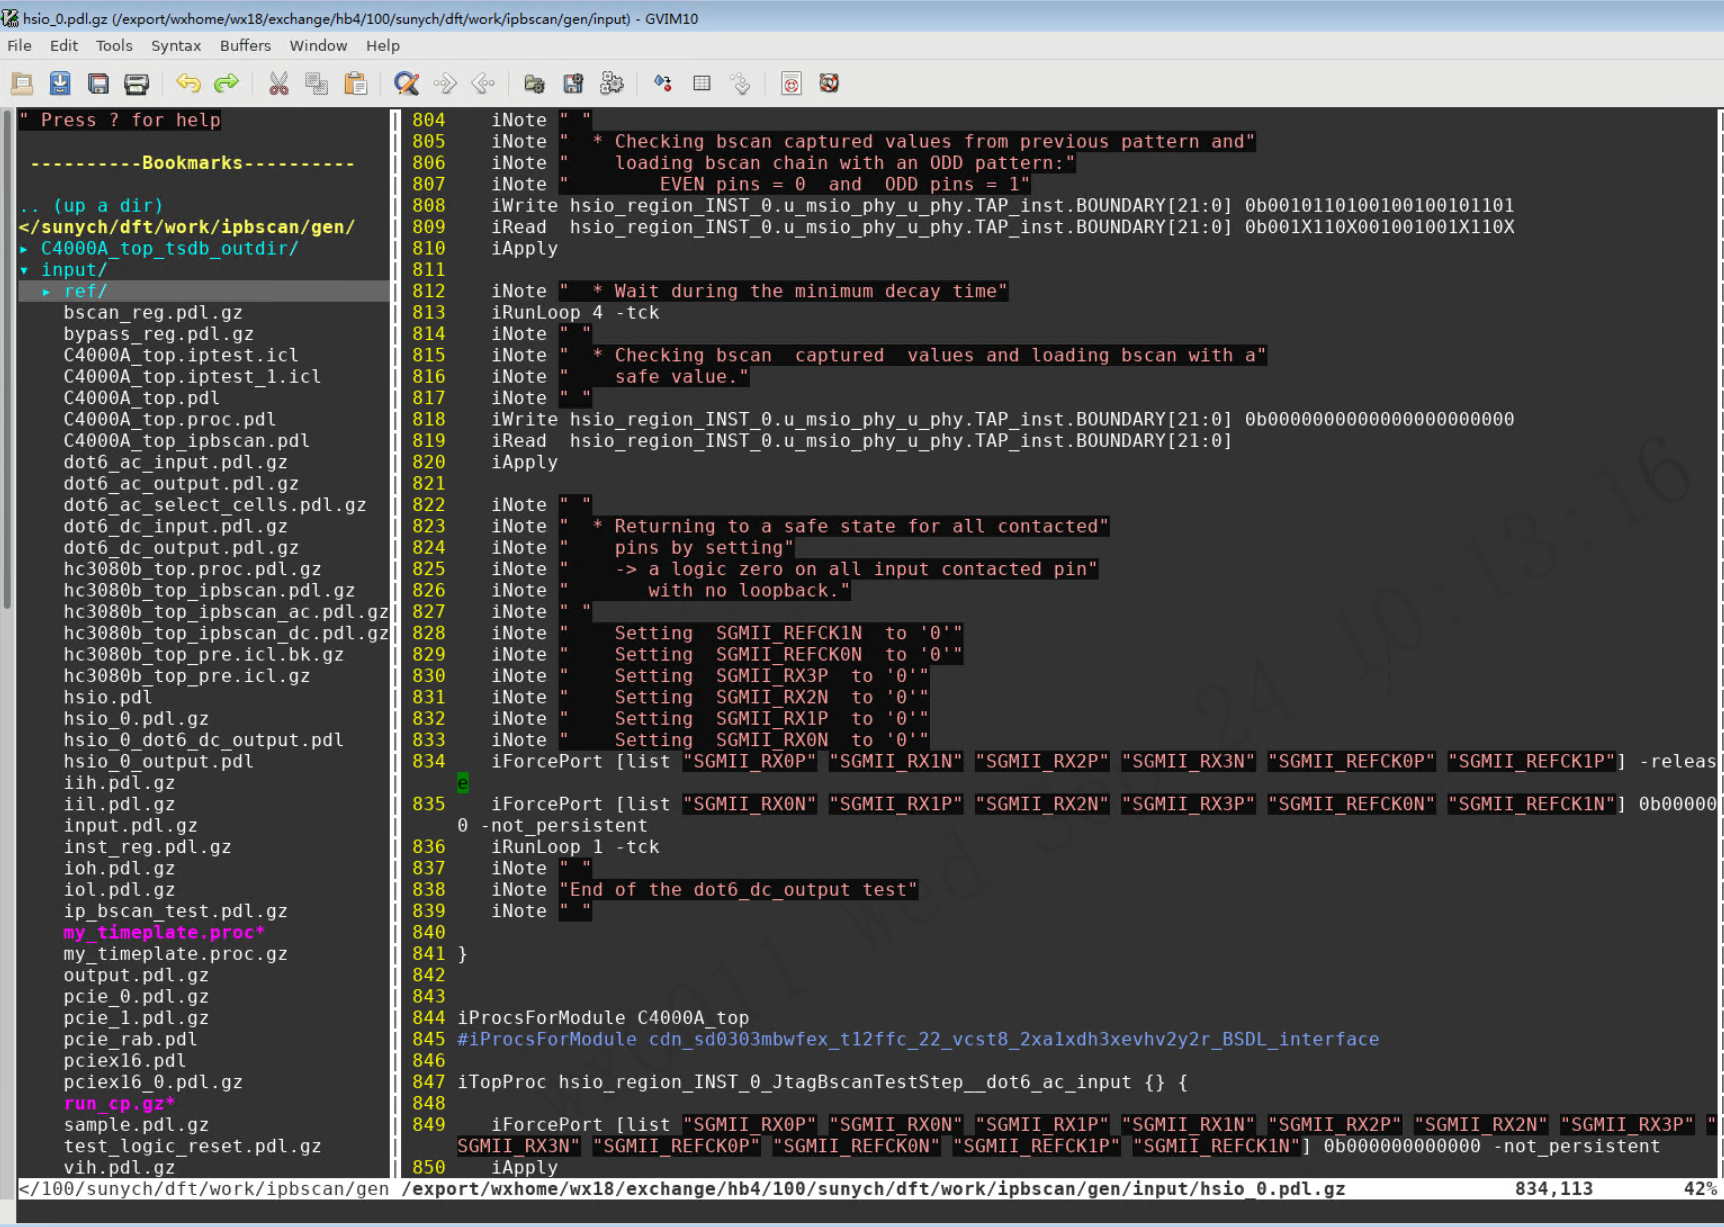 hsio_0.pdl.gz (/export/wxhome/wx18/exchange/hb4/100/sunych/dft/work/ipbscan/gen/input) - GVIM10
File Edit Tools Syntax Buffers Window Help
" Press ? for help
----------Bookmarks----------
.. (up a dir)
</sunych/dft/work/ipbscan/gen/
▸ C4000A_top_tsdb_outdir/
▾ input/
▸ ref/
bscan_reg.pdl.gz
bypass_reg.pdl.gz
C4000A_top.iptest.icl
C4000A_top.iptest_1.icl
C4000A_top.pdl
C4000A_top.proc.pdl
C4000A_top_ipbscan.pdl
dot6_ac_input.pdl.gz
dot6_ac_output.pdl.gz
dot6_ac_select_cells.pdl.gz
dot6_dc_input.pdl.gz
dot6_dc_output.pdl.gz
hc3080b_top.proc.pdl.gz
hc3080b_top_ipbscan.pdl.gz
hc3080b_top_ipbscan_ac.pdl.gz
hc3080b_top_ipbscan_dc.pdl.gz
hc3080b_top_pre.icl.bk.gz
hc3080b_top_pre.icl.gz
hsio.pdl
hsio_0.pdl.gz
hsio_0_dot6_dc_output.pdl
hsio_0_output.pdl
iih.pdl.gz
iil.pdl.gz
input.pdl.gz
inst_reg.pdl.gz
ioh.pdl.gz
iol.pdl.gz
ip_bscan_test.pdl.gz
my_timeplate.proc*
my_timeplate.proc.gz
output.pdl.gz
pcie_0.pdl.gz
pcie_1.pdl.gz
pcie_rab.pdl
pciex16.pdl
pciex16_0.pdl.gz
run_cp.gz*
sample.pdl.gz
test_logic_reset.pdl.gz
vih.pdl.gz
</100/sunych/dft/work/ipbscan/gen
804 iNote " "
805 iNote "  * Checking bscan captured values from previous pattern and"
806 iNote "    loading bscan chain with an ODD pattern:"
807 iNote "        EVEN pins = 0  and  ODD pins = 1"
808 iWrite hsio_region_INST_0.u_msio_phy_u_phy.TAP_inst.BOUNDARY[21:0] 0b0010110100100100101101
809 iRead  hsio_region_INST_0.u_msio_phy_u_phy.TAP_inst.BOUNDARY[21:0] 0b001X110X001001001X110X
810 iApply
811
812 iNote "  * Wait during the minimum decay time"
813 iRunLoop 4 -tck
814 iNote " "
815 iNote "  * Checking bscan  captured  values and loading bscan with a"
816 iNote "    safe value."
817 iNote " "
818 iWrite hsio_region_INST_0.u_msio_phy_u_phy.TAP_inst.BOUNDARY[21:0] 0b0000000000000000000000
819 iRead  hsio_region_INST_0.u_msio_phy_u_phy.TAP_inst.BOUNDARY[21:0]
820 iApply
821
822 iNote " "
823 iNote "  * Returning to a safe state for all contacted"
824 iNote "    pins by setting"
825 iNote "    -> a logic zero on all input contacted pin"
826 iNote "       with no loopback."
827 iNote " "
828 iNote "    Setting  SGMII_REFCK1N  to '0'"
829 iNote "    Setting  SGMII_REFCK0N  to '0'"
830 iNote "    Setting  SGMII_RX3P  to '0'"
831 iNote "    Setting  SGMII_RX2N  to '0'"
832 iNote "    Setting  SGMII_RX1P  to '0'"
833 iNote "    Setting  SGMII_RX0N  to '0'"
834 iForcePort [list "SGMII_RX0P" "SGMII_RX1N" "SGMII_RX2P" "SGMII_RX3N" "SGMII_REFCK0P" "SGMII_REFCK1P"] -releas
e
835 iForcePort [list "SGMII_RX0N" "SGMII_RX1P" "SGMII_RX2N" "SGMII_RX3P" "SGMII_REFCK0N" "SGMII_REFCK1N"] 0b00000
0 -not_persistent
836 iRunLoop 1 -tck
837 iNote " "
838 iNote "End of the dot6_dc_output test"
839 iNote " "
840
841 }
842
843
844 iProcsForModule C4000A_top
845 #iProcsForModule cdn_sd0303mbwfex_t12ffc_22_vcst8_2xa1xdh3xevhv2y2r_BSDL_interface
846
847 iTopProc hsio_region_INST_0_JtagBscanTestStep__dot6_ac_input {} {
848
849 iForcePort [list "SGMII_RX0P" "SGMII_RX0N" "SGMII_RX1P" "SGMII_RX1N" "SGMII_RX2P" "SGMII_RX2N" "SGMII_RX3P" "
SGMII_RX3N" "SGMII_REFCK0P" "SGMII_REFCK0N" "SGMII_REFCK1P" "SGMII_REFCK1N"] 0b000000000000 -not_persistent
850 iApply
/export/wxhome/wx18/exchange/hb4/100/sunych/dft/work/ipbscan/gen/input/hsio_0.pdl.gz 834,113 42%